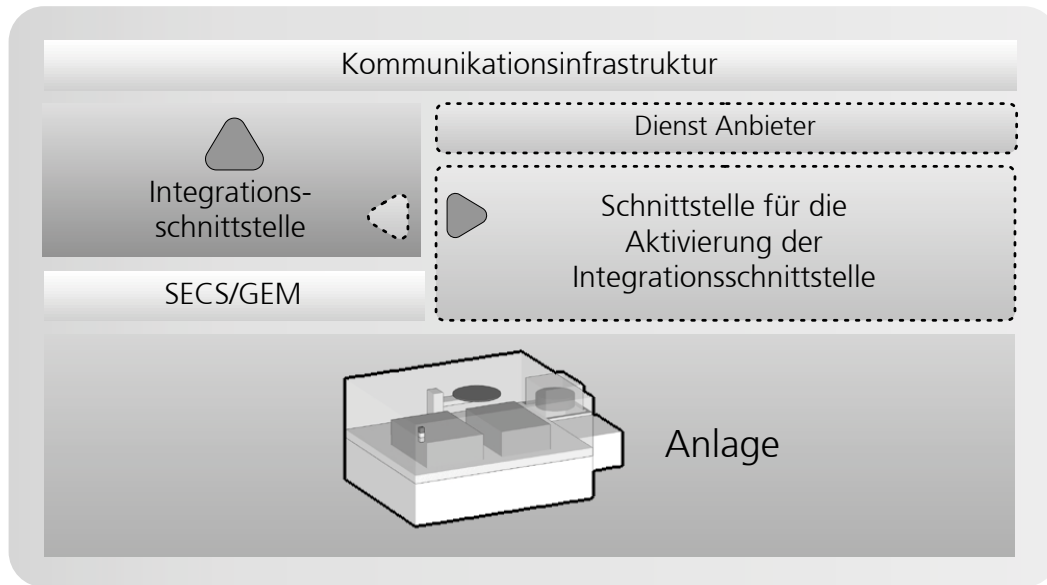 Kommunikationsinfrastruktur
Dienst Anbieter
Integrations-
schnittstelle
Schnittstelle für die
Aktivierung der
Integrationsschnittstelle
SECS/GEM
Anlage